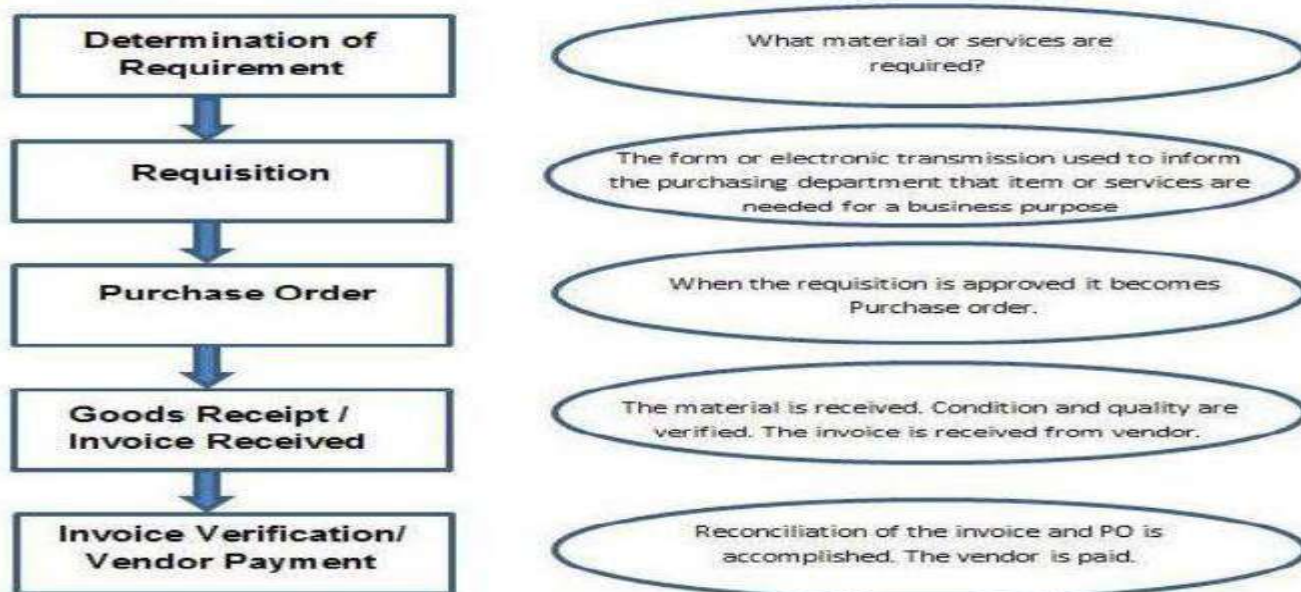 Determination of
Requirement
What material or services are
required?
Requisition
The form or electronic transmission used to inform
the purchasing department that item or services are
needed for a business purpose
Purchase Order
When the requisition is approved it becomes
Purchase order.
Goods Receipt /
Invoice Received
The material is received. Condition and quality are
verified. The invoice is received from vendor.
Invoice Verification/
Vendor Payment
Reconciliation of the invoice and PO is
accomplished. The vendor is paid.